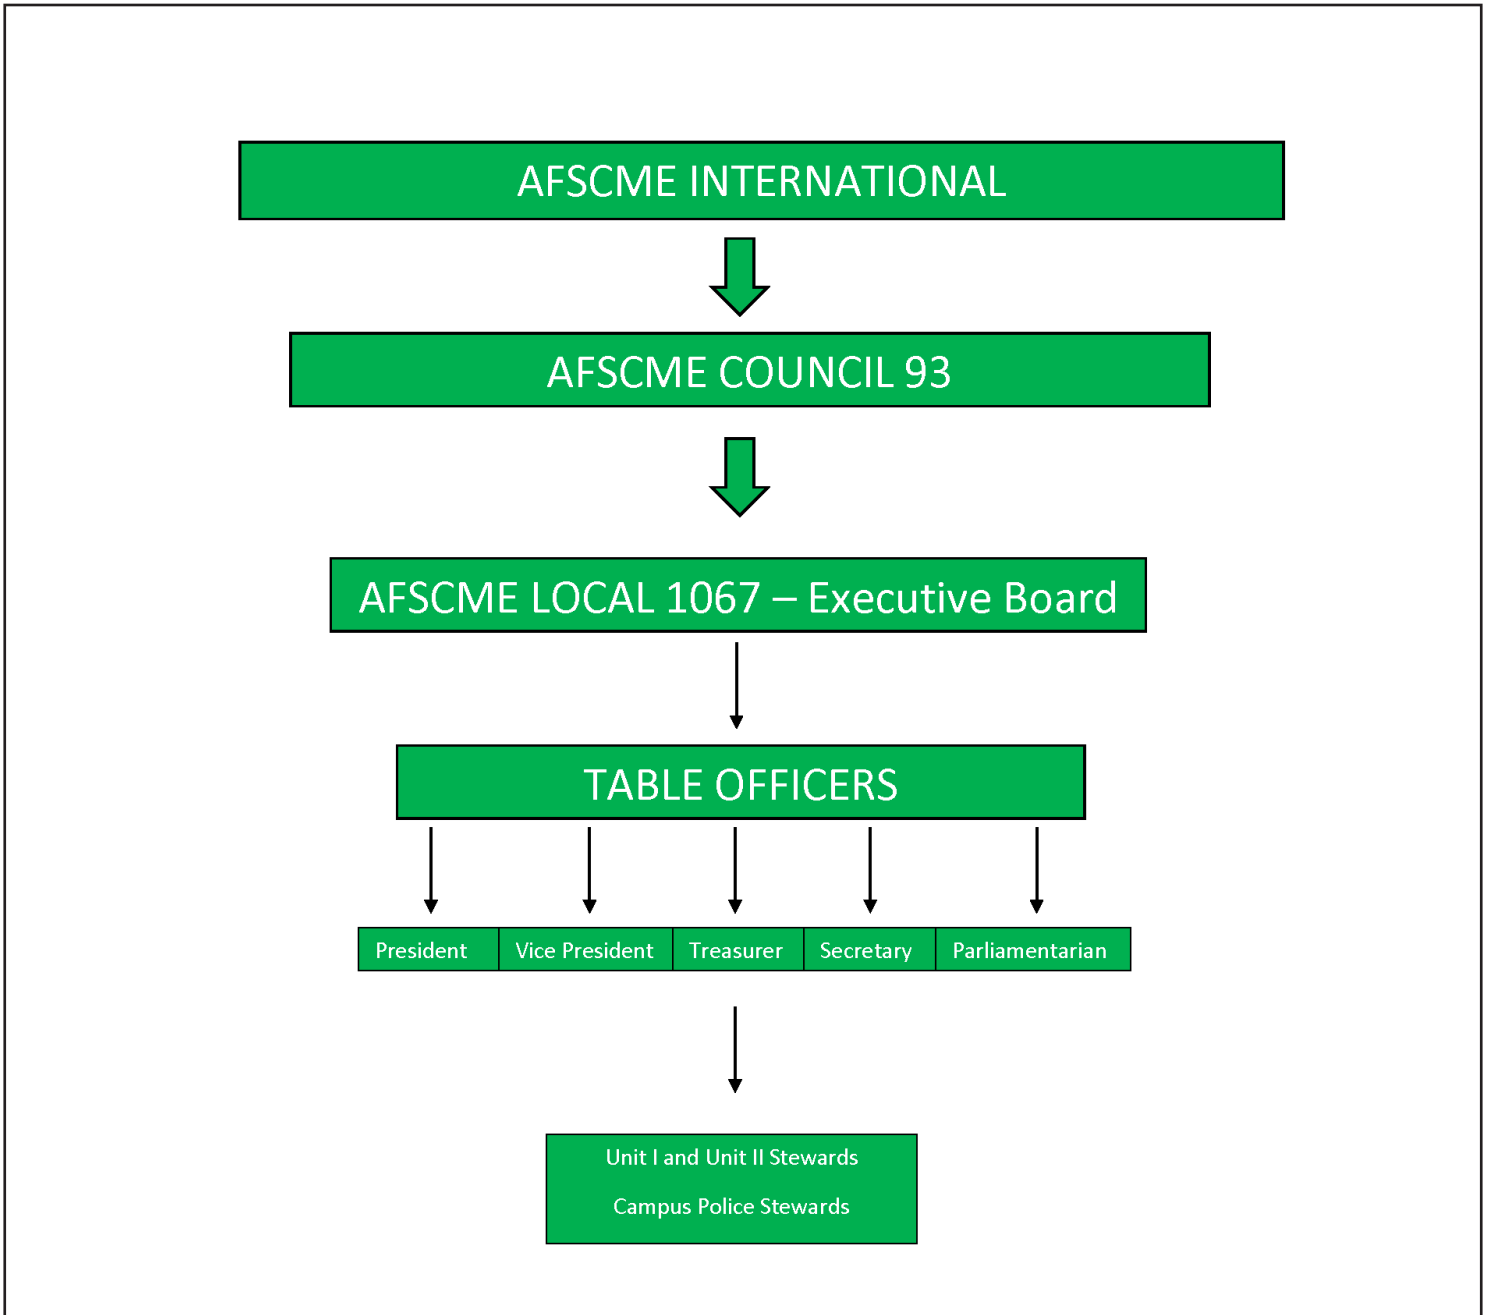 AFSCME INTERNATIONAL
AFSCME COUNCIL 93
AFSCME LOCAL 1067 – Executive Board
TABLE OFFICERS
President Vice President Treasurer Secretary Parliamentarian
Unit I and Unit II Stewards
Campus Police Stewards